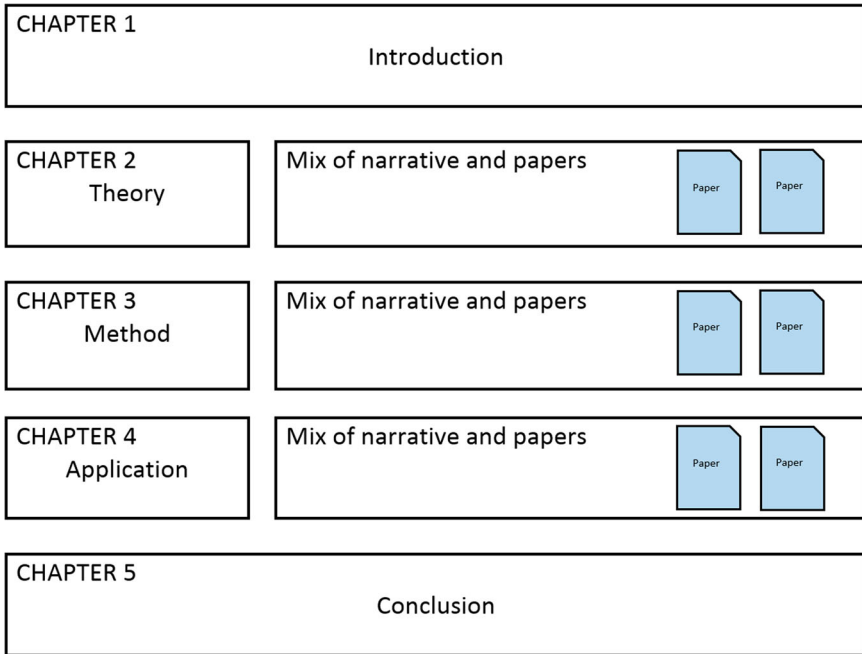 CHAPTER 1
Introduction
CHAPTER 2
Theory
Mix of narrative and papers
Paper
Paper
CHAPTER 3
Method
Mix of narrative and papers
Paper
Paper
CHAPTER 4
Application
Mix of narrative and papers
Paper
Paper
CHAPTER 5
Conclusion